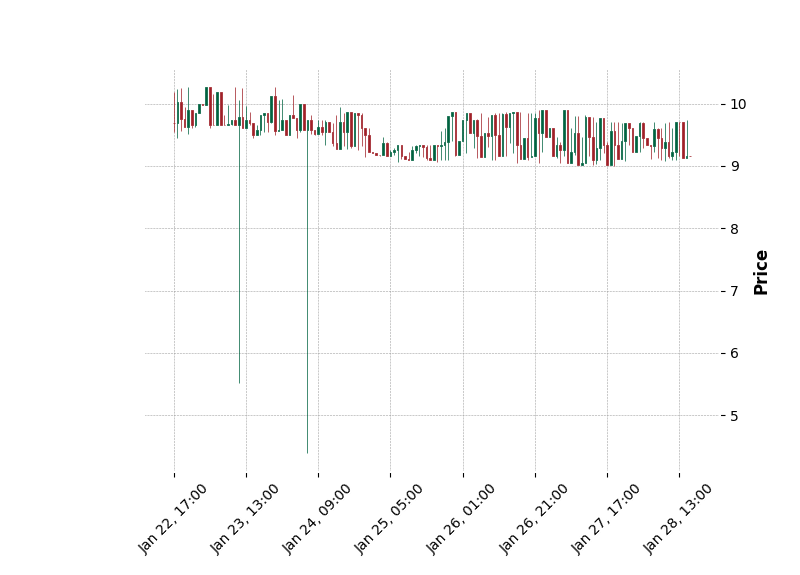 10
9
8
7
6
5
Price
Jan 22, 17:00
Jan 23, 13:00
Jan 24, 09:00
Jan 25, 05:00
Jan 26, 01:00
Jan 26, 21:00
Jan 27, 17:00
Jan 28, 13:00